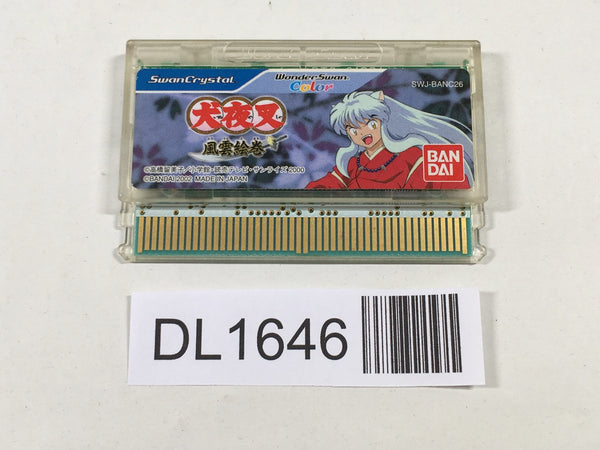 SwanCrystal
WonderSwan Color
SWJ-BANC26
犬夜叉
風雲絵巻
©高橋留美子/小学館・読売テレビ・サンライズ 2000
©BANDAI 2002 MADE IN JAPAN
BAN
DAI
DL1646